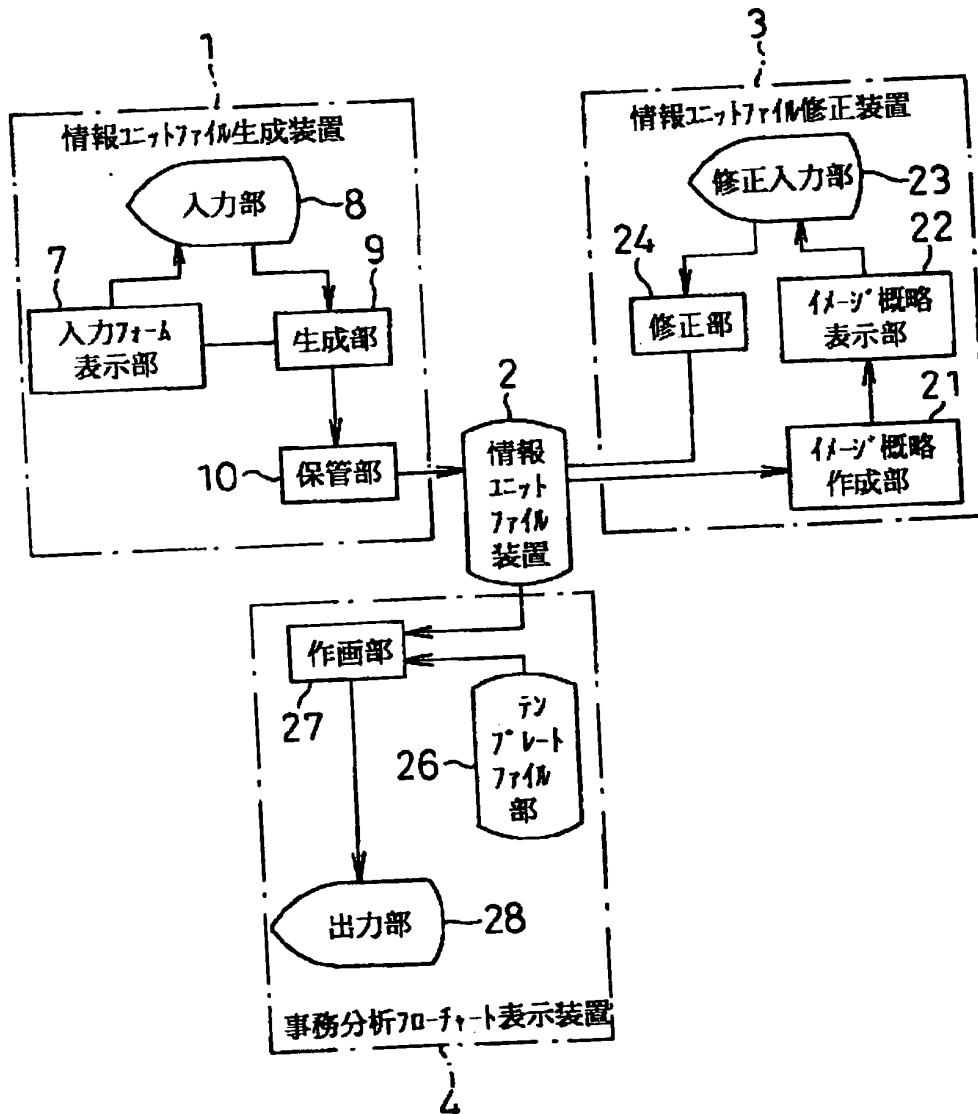 1
情報ユニットファイル生成装置
入力部
8
7
入力フォーム
表示部
9
生成部
10
保管部
2
情報
ユニット
ファイル
装置
3
情報ユニットファイル修正装置
修正入力部
23
24
修正部
22
イメージ概略
表示部
21
イメージ概略
作成部
作画部
27
テン
プレート
ファイル
部
26
出力部
28
事務分析フローチャート表示装置
4